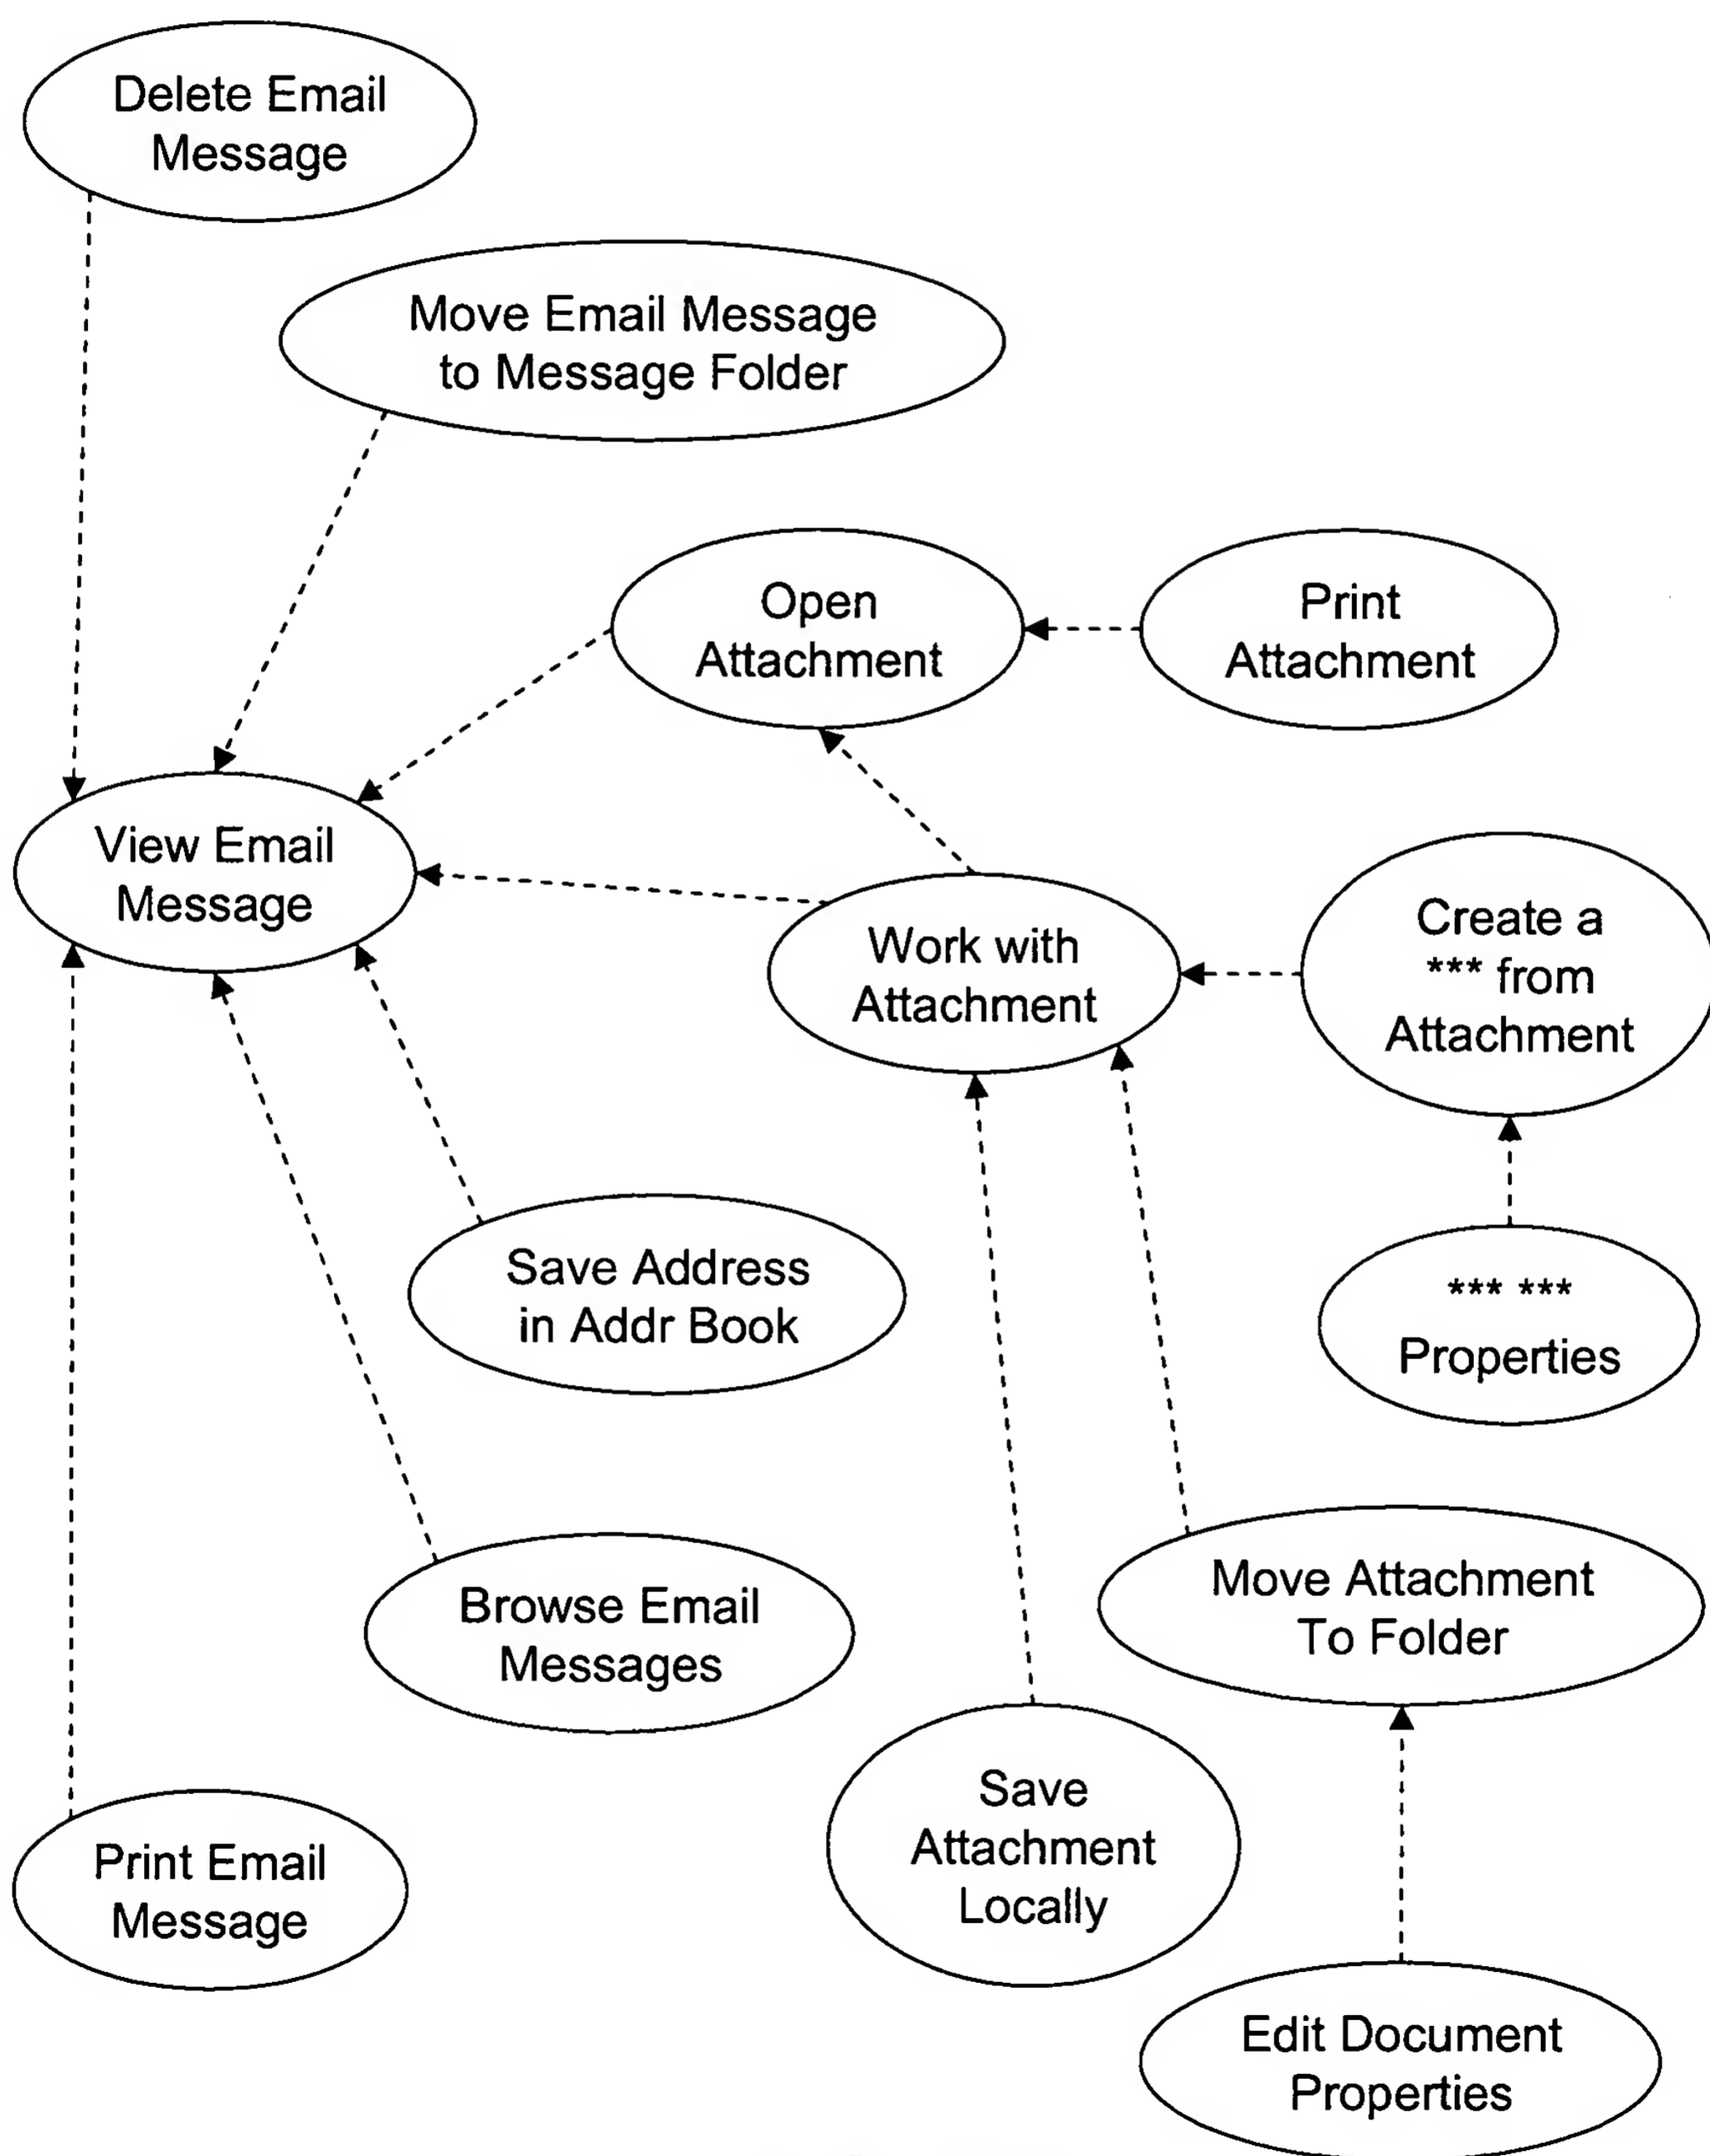 Delete Email
Message
Move Email Message
to Message Folder
Open
Attachment
Print
Attachment
View Email
Message
Work with
Attachment
Create a
*** from
Attachment
Save Address
in Addr Book
*** ***
Properties
Browse Email
Messages
Move Attachment
To Folder
Save
Attachment
Locally
Print Email
Message
Edit Document
Properties